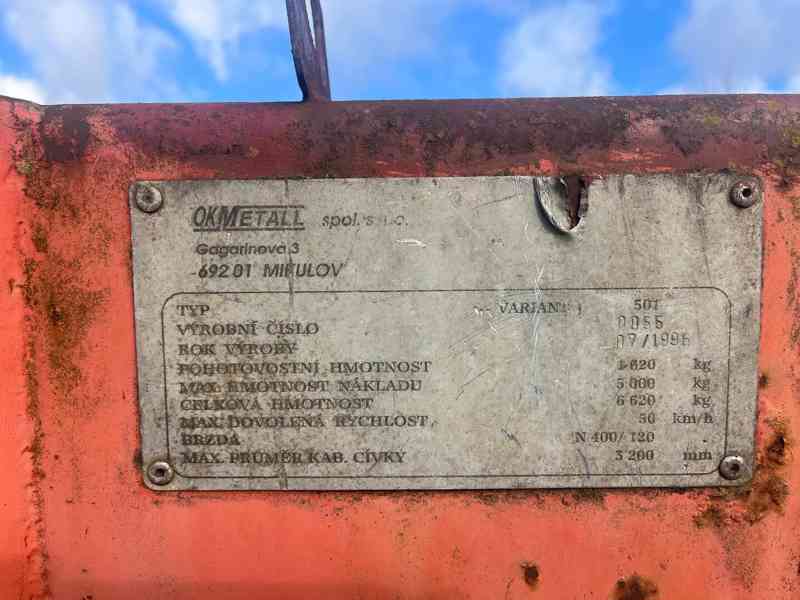 OKMETALL spol. s r.o.
Gagarinova 3
692 01 MIKULOV
TYP VARIANT 501
VÝROBNÍ ČÍSLO 0055
ROK VÝROBY 07/1995
POHOTOVOSTNÍ HMOTNOST 1 620 kg
MAX. HMOTNOST NÁKLADU 5 000 kg
CELKOVÁ HMOTNOST 6 620 kg
MAX. DOVOLENÁ RYCHLOST 50 km/h
BRZDA N 400/120
MAX. PRŮMĚR KAB. CÍVKY 3 200 mm